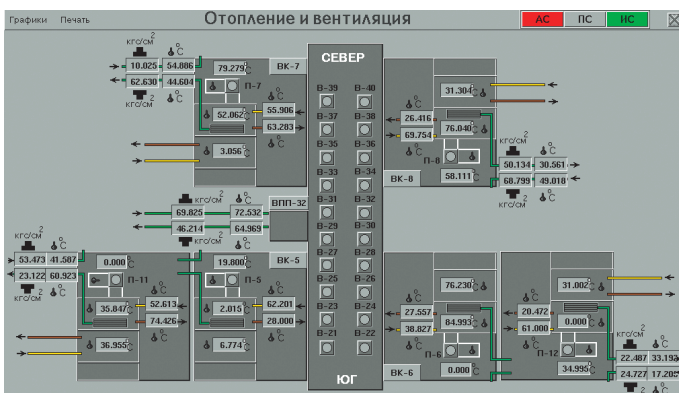 Графики Печать Отопление и вентиляция АС ПС ИС
кгс/см² °C
10.025 54.886
62.630 44.604
кгс/см² °C
79.279 °C ВК-7
П-7
52.062 °C 55.906
63.283
°C
3.056 °C
СЕВЕР
В-39 В-40
В-37 В-38
В-35 В-36
В-33 В-34
В-31 В-32
В-29 В-30
В-27 В-28
В-25 В-26
В-23 В-24
В-21 В-22
ЮГ
31.304 °C
26.416 76.040 °C
69.754
°C П-8
ВК-8 58.111 °C
кгс/см² °C
50.134 30.561
68.799 49.018
кгс/см² °C
кгс/см² °C ВПП-32
69.825 72.532
46.214 64.969
кгс/см² °C
кгс/см² °C
53.473 41.587
23.122 60.923
кгс/см² °C
0.000 °C
П-11
35.847 °C 52.613
74.426
°C
36.955 °C
19.800 °C ВК-5
П-5
2.015 °C 62.201
28.000
°C
6.774 °C
76.230 °C
27.557 84.993 °C
38.827
°C П-6
ВК-6 0.000 °C
31.002 °C
20.472 0.000 °C
61.000
°C П-12
34.995 °C
кгс/см² °C
22.487 33.193
24.727 17.205
2 °C